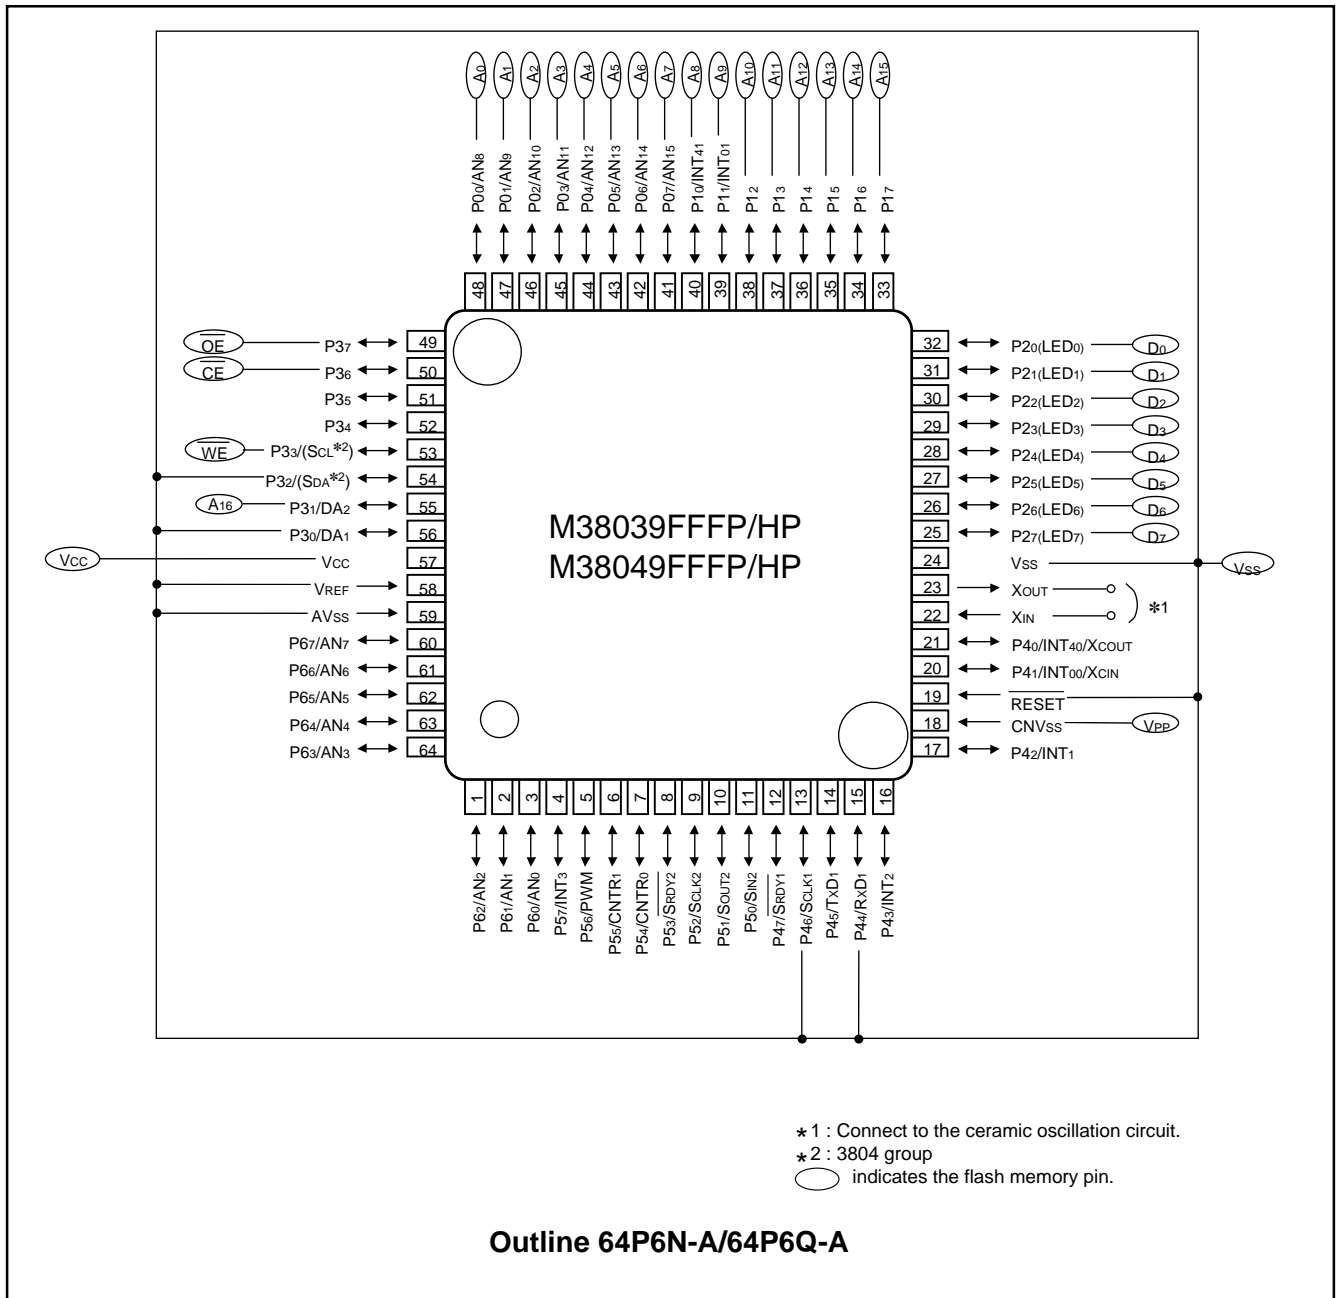 A0 A1 A2 A3 A4 A5 A6 A7 A8 A9 A10 A11 A12 A13 A14 A15
P00/AN8 P01/AN9 P02/AN10 P03/AN11 P04/AN12 P05/AN13 P06/AN14 P07/AN15 P10/INT41 P11/INT01 P12 P13 P14 P15 P16 P17
48 47 46 45 44 43 42 41 40 39 38 37 36 35 34 33
OE P37 49
CE P36 50
P35 51
P34 52
WE P33/(SCL*2) 53
P32/(SDA*2) 54
A16 P31/DA2 55
P30/DA1 56
VCC VCC 57
VREF 58
AVSS 59
P67/AN7 60
P66/AN6 61
P65/AN5 62
P64/AN4 63
P63/AN3 64
M38039FFFP/HP
M38049FFFP/HP
32 P20(LED0) D0
31 P21(LED1) D1
30 P22(LED2) D2
29 P23(LED3) D3
28 P24(LED4) D4
27 P25(LED5) D5
26 P26(LED6) D6
25 P27(LED7) D7
24 VSS VSS
23 XOUT
22 XIN
*1
21 P40/INT40/XCOUT
20 P41/INT00/XCIN
19 RESET
18 CNVSS VPP
17 P42/INT1
1 2 3 4 5 6 7 8 9 10 11 12 13 14 15 16
P62/AN2 P61/AN1 P60/AN0 P57/INT3 P56/PWM P55/CNTR1 P54/CNTR0 P53/SRDY2 P52/SCLK2 P51/SOUT2 P50/SIN2 P47/SRDY1 P46/SCLK1 P45/TXD1 P44/RXD1 P43/INT2
*1 : Connect to the ceramic oscillation circuit.
*2 : 3804 group
indicates the flash memory pin.
Outline 64P6N-A/64P6Q-A